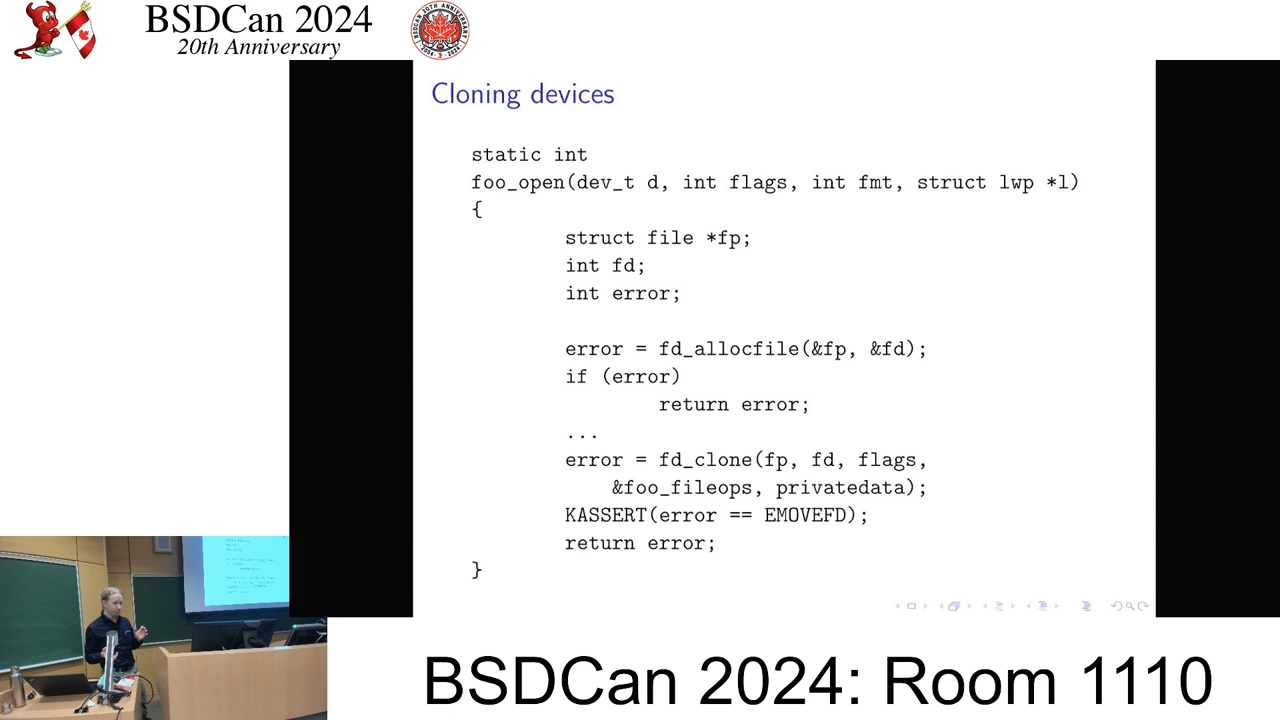 BSDCan 2024
20th Anniversary
Cloning devices
static int
foo_open(dev_t d, int flags, int fmt, struct lwp *l)
{
struct file *fp;
int fd;
int error;
error = fd_allocfile(&fp, &fd);
if (error)
return error;
...
error = fd_clone(fp, fd, flags,
&foo_fileops, privatedata);
KASSERT(error == EMOVEFD);
return error;
}
BSDCan 2024: Room 1110